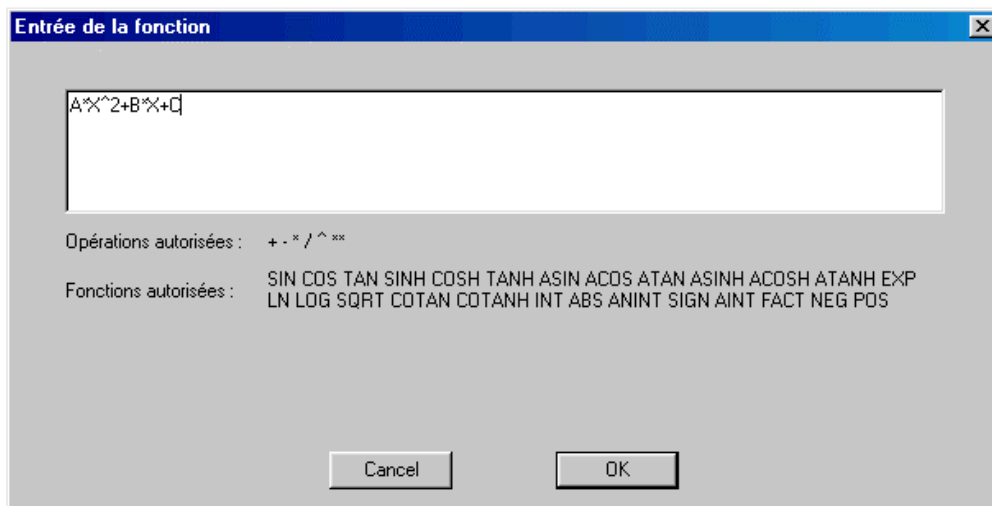 Entrée de la fonction
A*X^2+B*X+C
Opérations autorisées : + - * / ^ **
Fonctions autorisées : SIN COS TAN SINH COSH TANH ASIN ACOS ATAN ASINH ACOSH ATANH EXP
LN LOG SQRT COTAN COTANH INT ABS ANINT SIGN AINT FACT NEG POS
Cancel OK